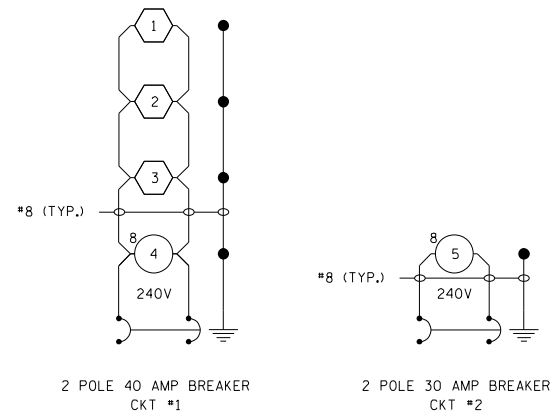 1
2
3
#8 (TYP.)
8
4
240V
2 POLE 40 AMP BREAKER
CKT #1
8
5
#8 (TYP.)
240V
2 POLE 30 AMP BREAKER
CKT #2